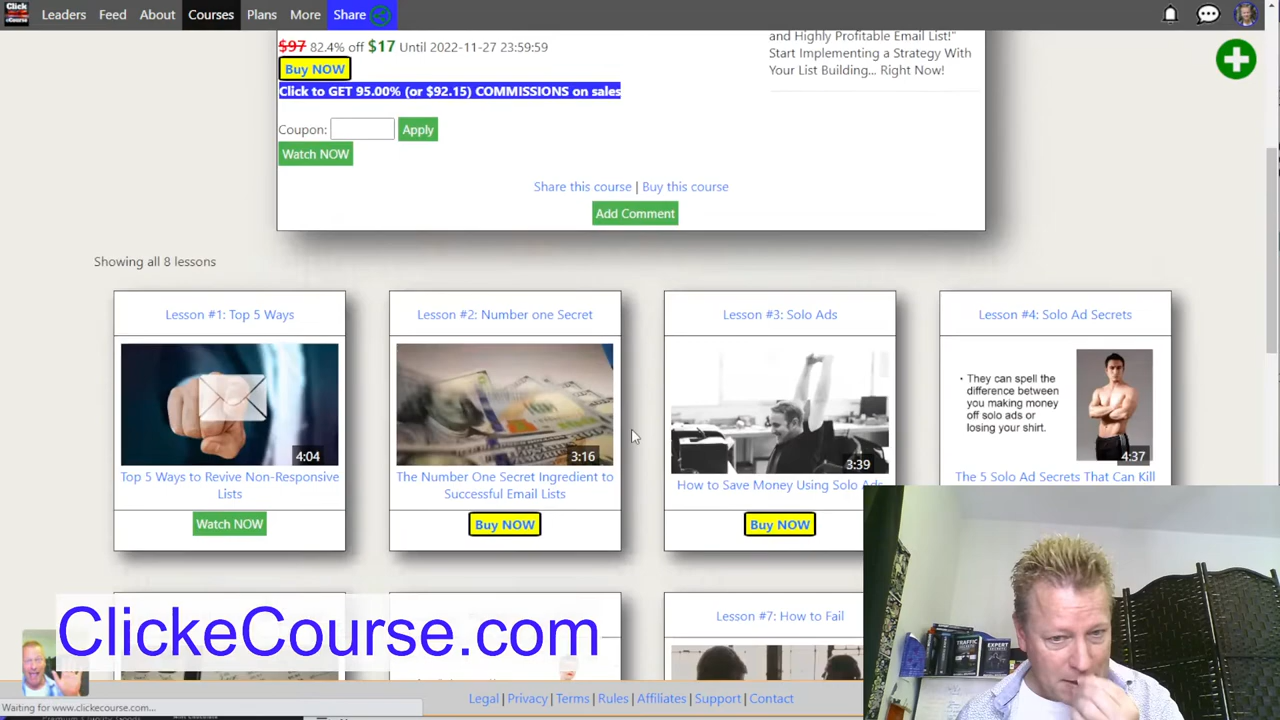 Click
eCourse
Leaders Feed About Courses Plans More Share
$97 82.4% off $17 Until 2022-11-27 23:59:59
Buy NOW
Click to GET 95.00% (or $92.15) COMMISSIONS on sales
Coupon: Apply
Watch NOW
Share this course | Buy this course
Add Comment
and Highly Profitable Email List!"
Start Implementing a Strategy With
Your List Building... Right Now!
Showing all 8 lessons
Lesson #1: Top 5 Ways
4:04
Top 5 Ways to Revive Non-Responsive
Lists
Watch NOW
Lesson #2: Number one Secret
3:16
The Number One Secret Ingredient to
Successful Email Lists
Buy NOW
Lesson #3: Solo Ads
3:39
How to Save Money Using Solo Ads
Buy NOW
Lesson #4: Solo Ad Secrets
• They can spell the
difference between
you making money
off solo ads or
losing your shirt.
4:37
The 5 Solo Ad Secrets That Can Kill
Lesson #7: How to Fail
TRAFFIC
SECRETS
EXPERT
SECRETS
ClickeCourse.com
Legal | Privacy | Terms | Rules | Affiliates | Support | Contact
Waiting for www.clickecourse.com...